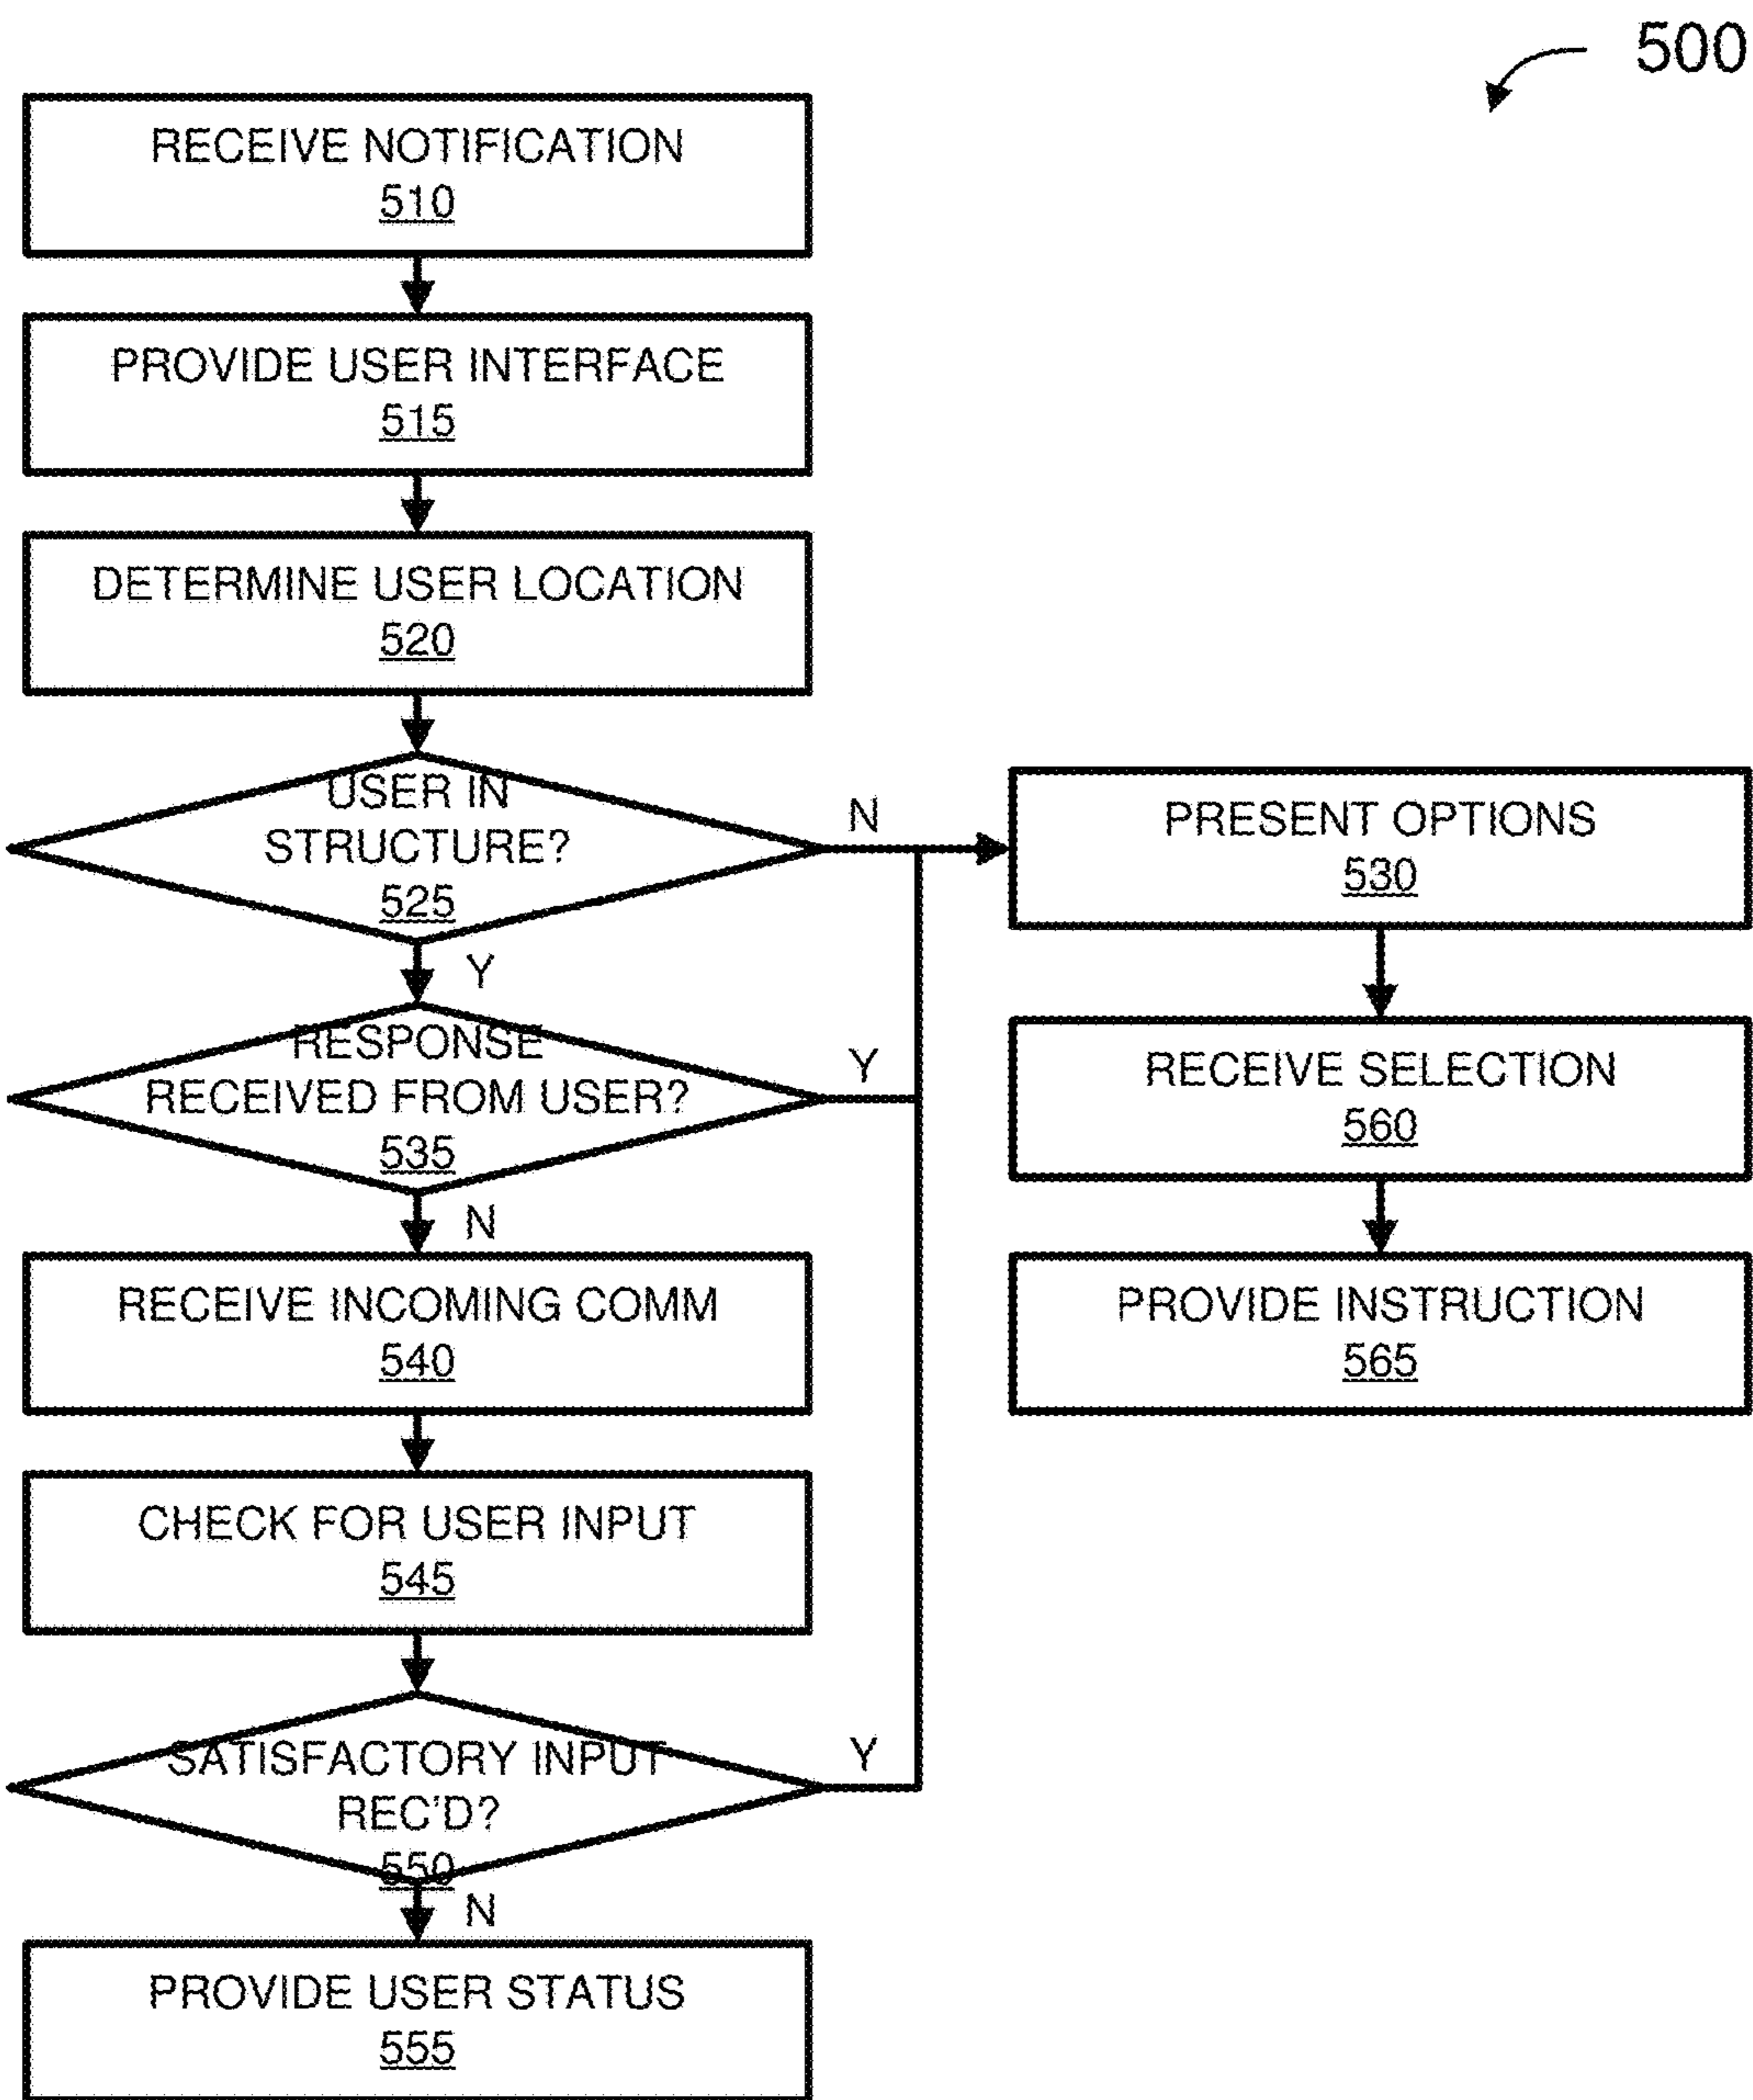 500
RECEIVE NOTIFICATION
510
PROVIDE USER INTERFACE
515
DETERMINE USER LOCATION
520
USER IN
STRUCTURE?
525
N
Y
PRESENT OPTIONS
530
RESPONSE
RECEIVED FROM USER?
535
Y
N
RECEIVE SELECTION
560
RECEIVE INCOMING COMM
540
PROVIDE INSTRUCTION
565
CHECK FOR USER INPUT
545
SATISFACTORY INPUT
REC'D?
550
Y
N
PROVIDE USER STATUS
555